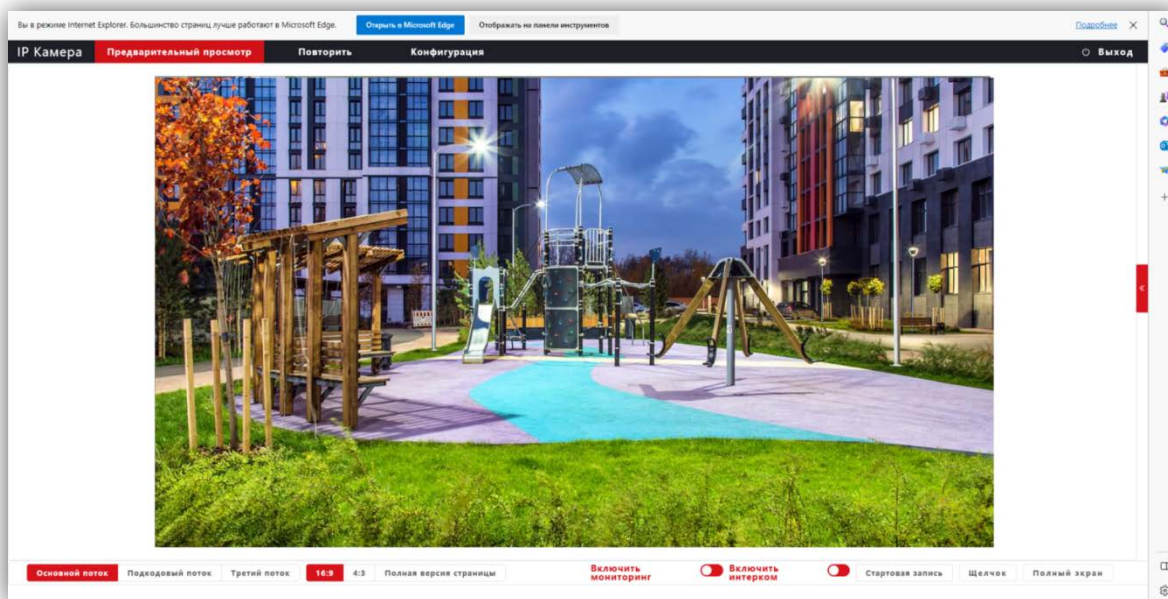 Вы в режиме Internet Explorer. Большинство страниц лучше работают в Microsoft Edge. Открыть в Microsoft Edge Отображать на панели инструментов Подробнее
IP Камера Предварительный просмотр Повторить Конфигурация Выход
Основной поток Подкодовый поток Третий поток 16:9 4:3 Полная версия страницы Включить мониторинг Включить интерком Стартовая запись Щелчок Полный экран